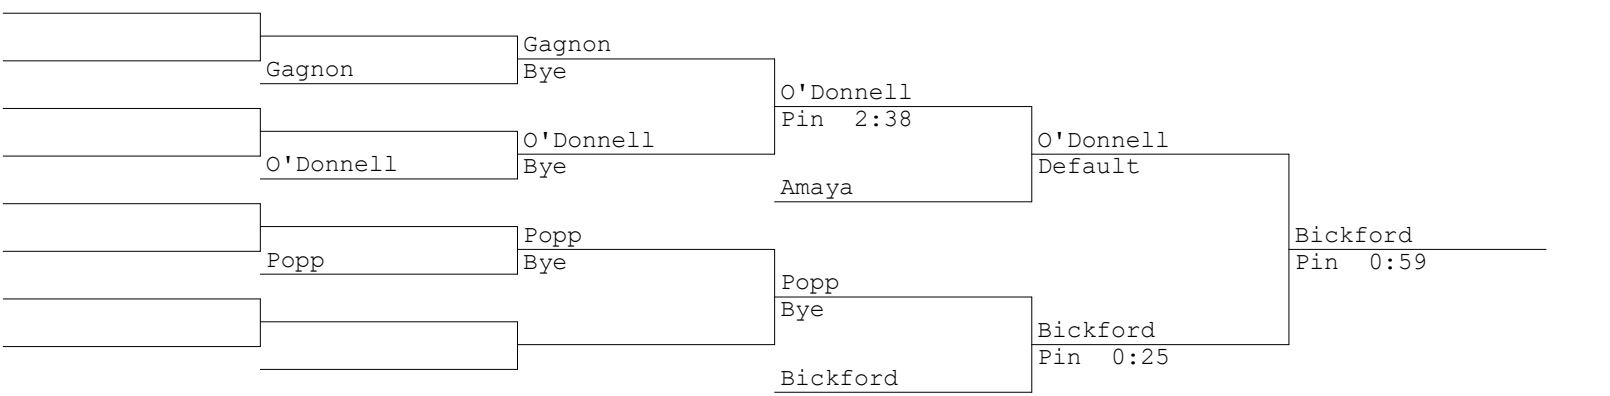 Gagnon
Gagnon
Bye
O'Donnell
Pin 2:38
O'Donnell
O'Donnell
Bye
O'Donnell
Default
Amaya
Popp
Popp
Bye
Bickford
Pin 0:59
Popp
Bye
Bickford
Pin 0:25
Bickford